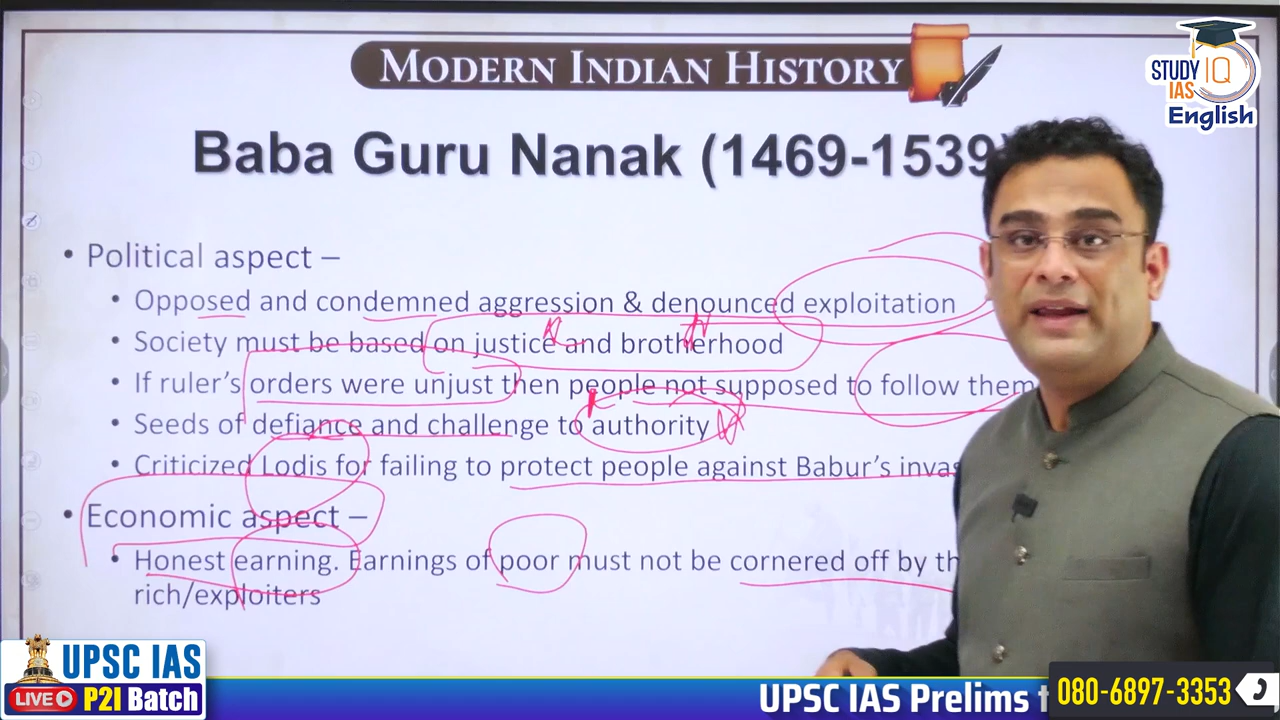 MODERN INDIAN HISTORY
STUDY IQ
IAS
English
Baba Guru Nanak (1469-1539)
• Political aspect –
• Opposed and condemned aggression & denounced exploitation
• Society must be based on justice and brotherhood
• If ruler's orders were unjust then people not supposed to follow them
• Seeds of defiance and challenge to authority
• Criticized Lodis for failing to protect people against Babur's
• Economic aspect –
• Honest earning. Earnings of poor must not be cornered off by
rich/exploiters
UPSC IAS
LIVE P2I Batch
UPSC IAS Prelims
080-6897-3353